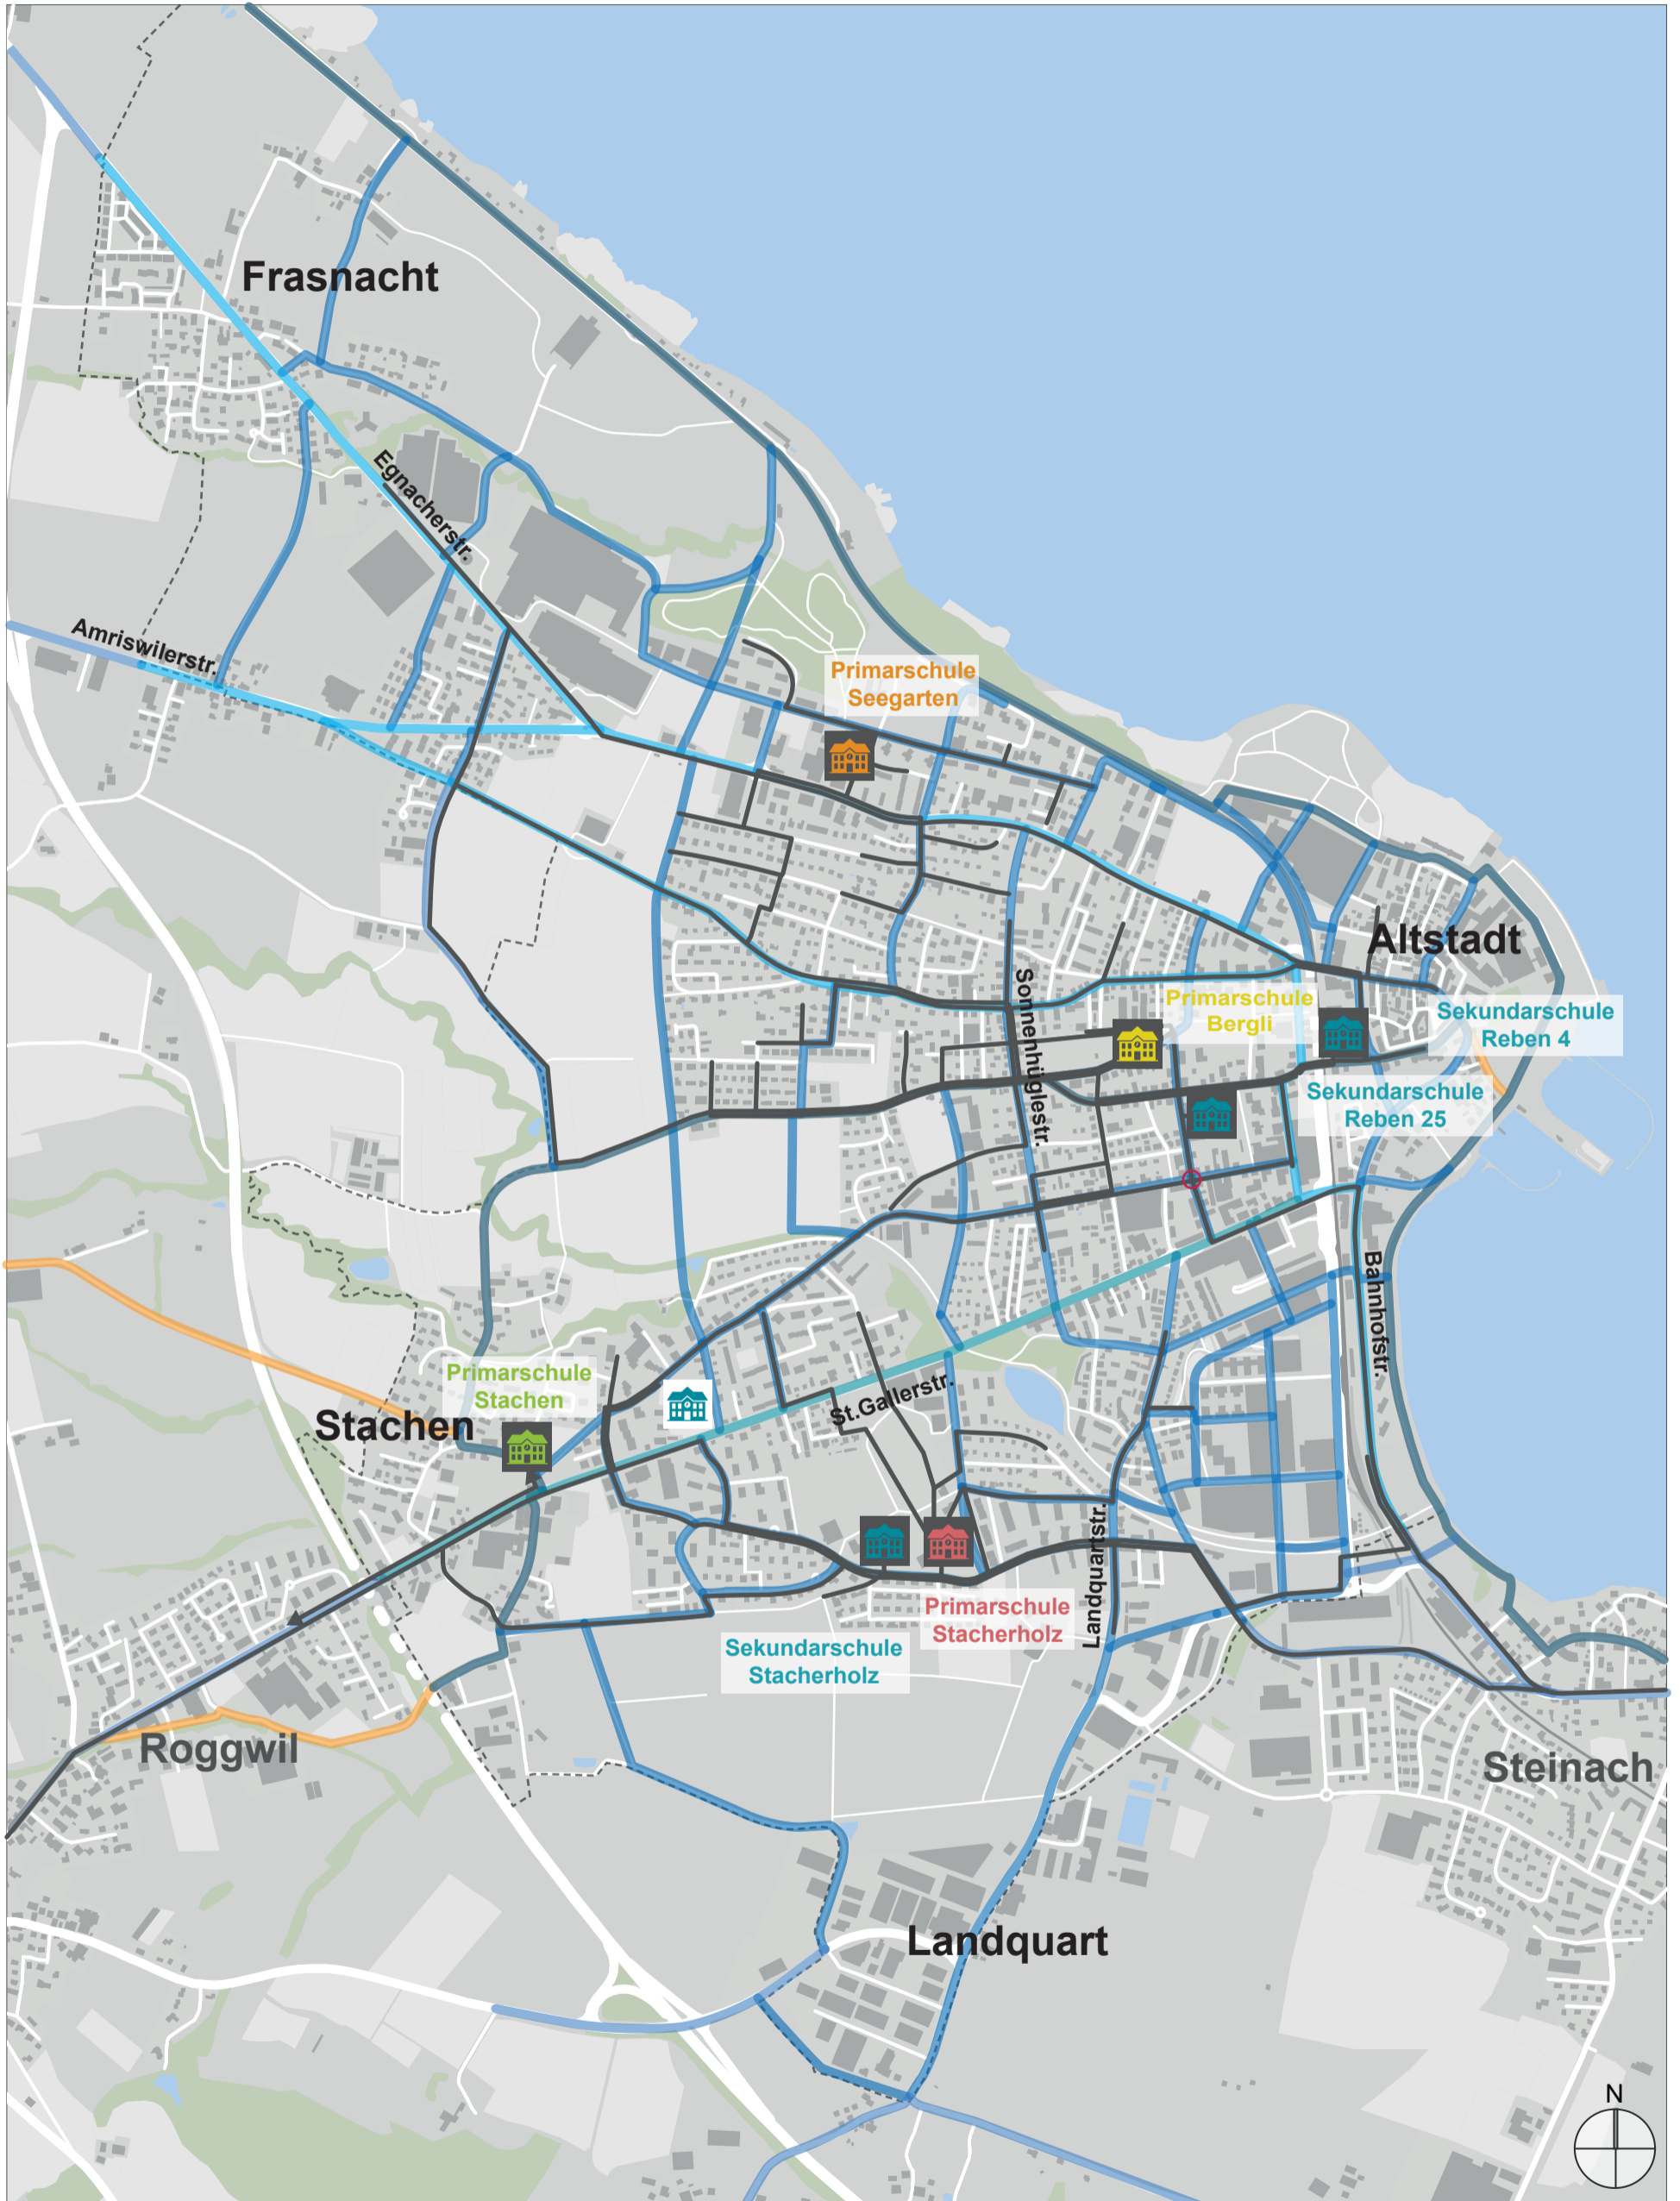 Frasnacht
Egnacherstr.
Amriswilerstr.
Primarschule
Seegarten
Altstadt
Sonnenhüglestr.
Primarschule
Bergli
Sekundarschule
Reben 4
Sekundarschule
Reben 25
Bahnhofstr.
Primarschule
Stachen
Stachen
St.Gallerstr.
Landquartstr.
Primarschule
Stacherholz
Sekundarschule
Stacherholz
Roggwil
Steinach
Landquart
N